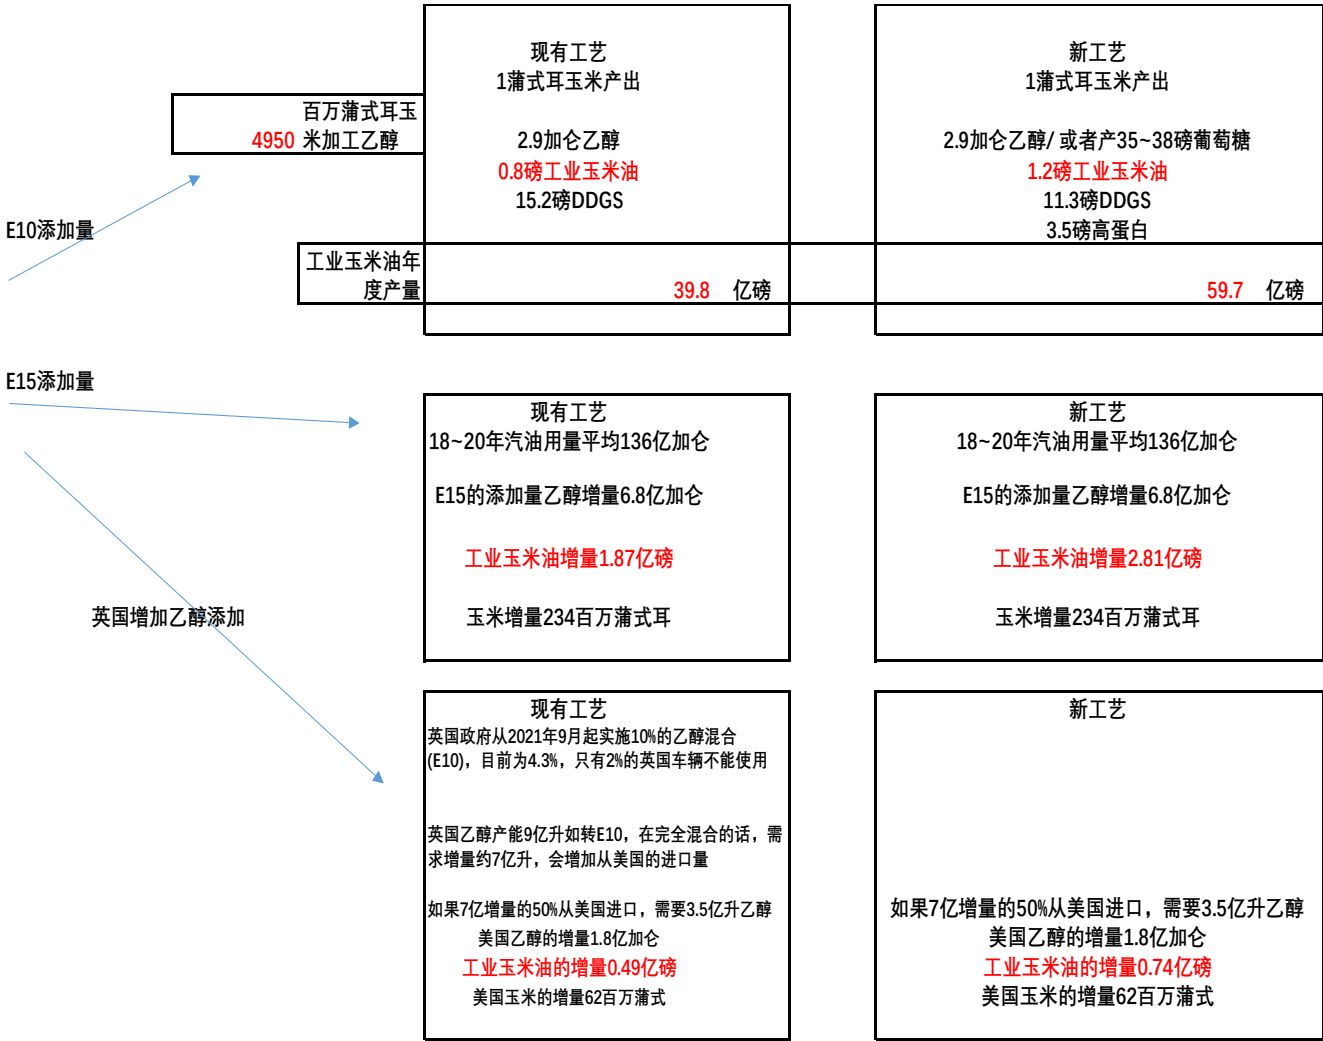 现有工艺
1蒲式耳玉米产出
新工艺
1蒲式耳玉米产出
百万蒲式耳玉
4950 米加工乙醇
2.9加仑乙醇
0.8磅工业玉米油
15.2磅DDGS
2.9加仑乙醇/ 或者产35~38磅葡萄糖
1.2磅工业玉米油
11.3磅DDGS
3.5磅高蛋白
E10添加量
工业玉米油年
度产量
39.8 亿磅
59.7 亿磅
E15添加量
现有工艺
18~20年汽油用量平均136亿加仑
E15的添加量乙醇增量6.8亿加仑
工业玉米油增量1.87亿磅
玉米增量234百万蒲式耳
新工艺
18~20年汽油用量平均136亿加仑
E15的添加量乙醇增量6.8亿加仑
工业玉米油增量2.81亿磅
玉米增量234百万蒲式耳
英国增加乙醇添加
现有工艺
英国政府从2021年9月起实施10%的乙醇混合
(E10)，目前为4.3%，只有2%的英国车辆不能使用
英国乙醇产能9亿升如转E10，在完全混合的话，需
求增量约7亿升，会增加从美国的进口量
如果7亿增量的50%从美国进口，需要3.5亿升乙醇
美国乙醇的增量1.8亿加仑
工业玉米油的增量0.49亿磅
美国玉米的增量62百万蒲式
新工艺
如果7亿增量的50%从美国进口，需要3.5亿升乙醇
美国乙醇的增量1.8亿加仑
工业玉米油的增量0.74亿磅
美国玉米的增量62百万蒲式